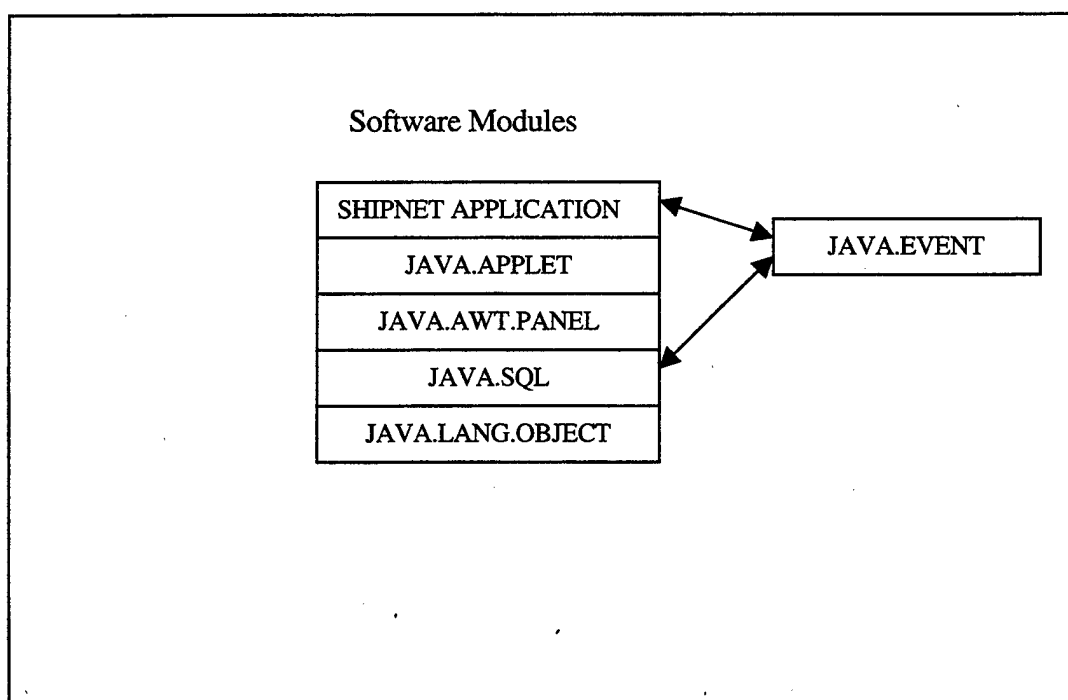 Software Modules
SHIPNET APPLICATION
JAVA.APPLET
JAVA.AWT.PANEL
JAVA.SQL
JAVA.LANG.OBJECT
JAVA.EVENT